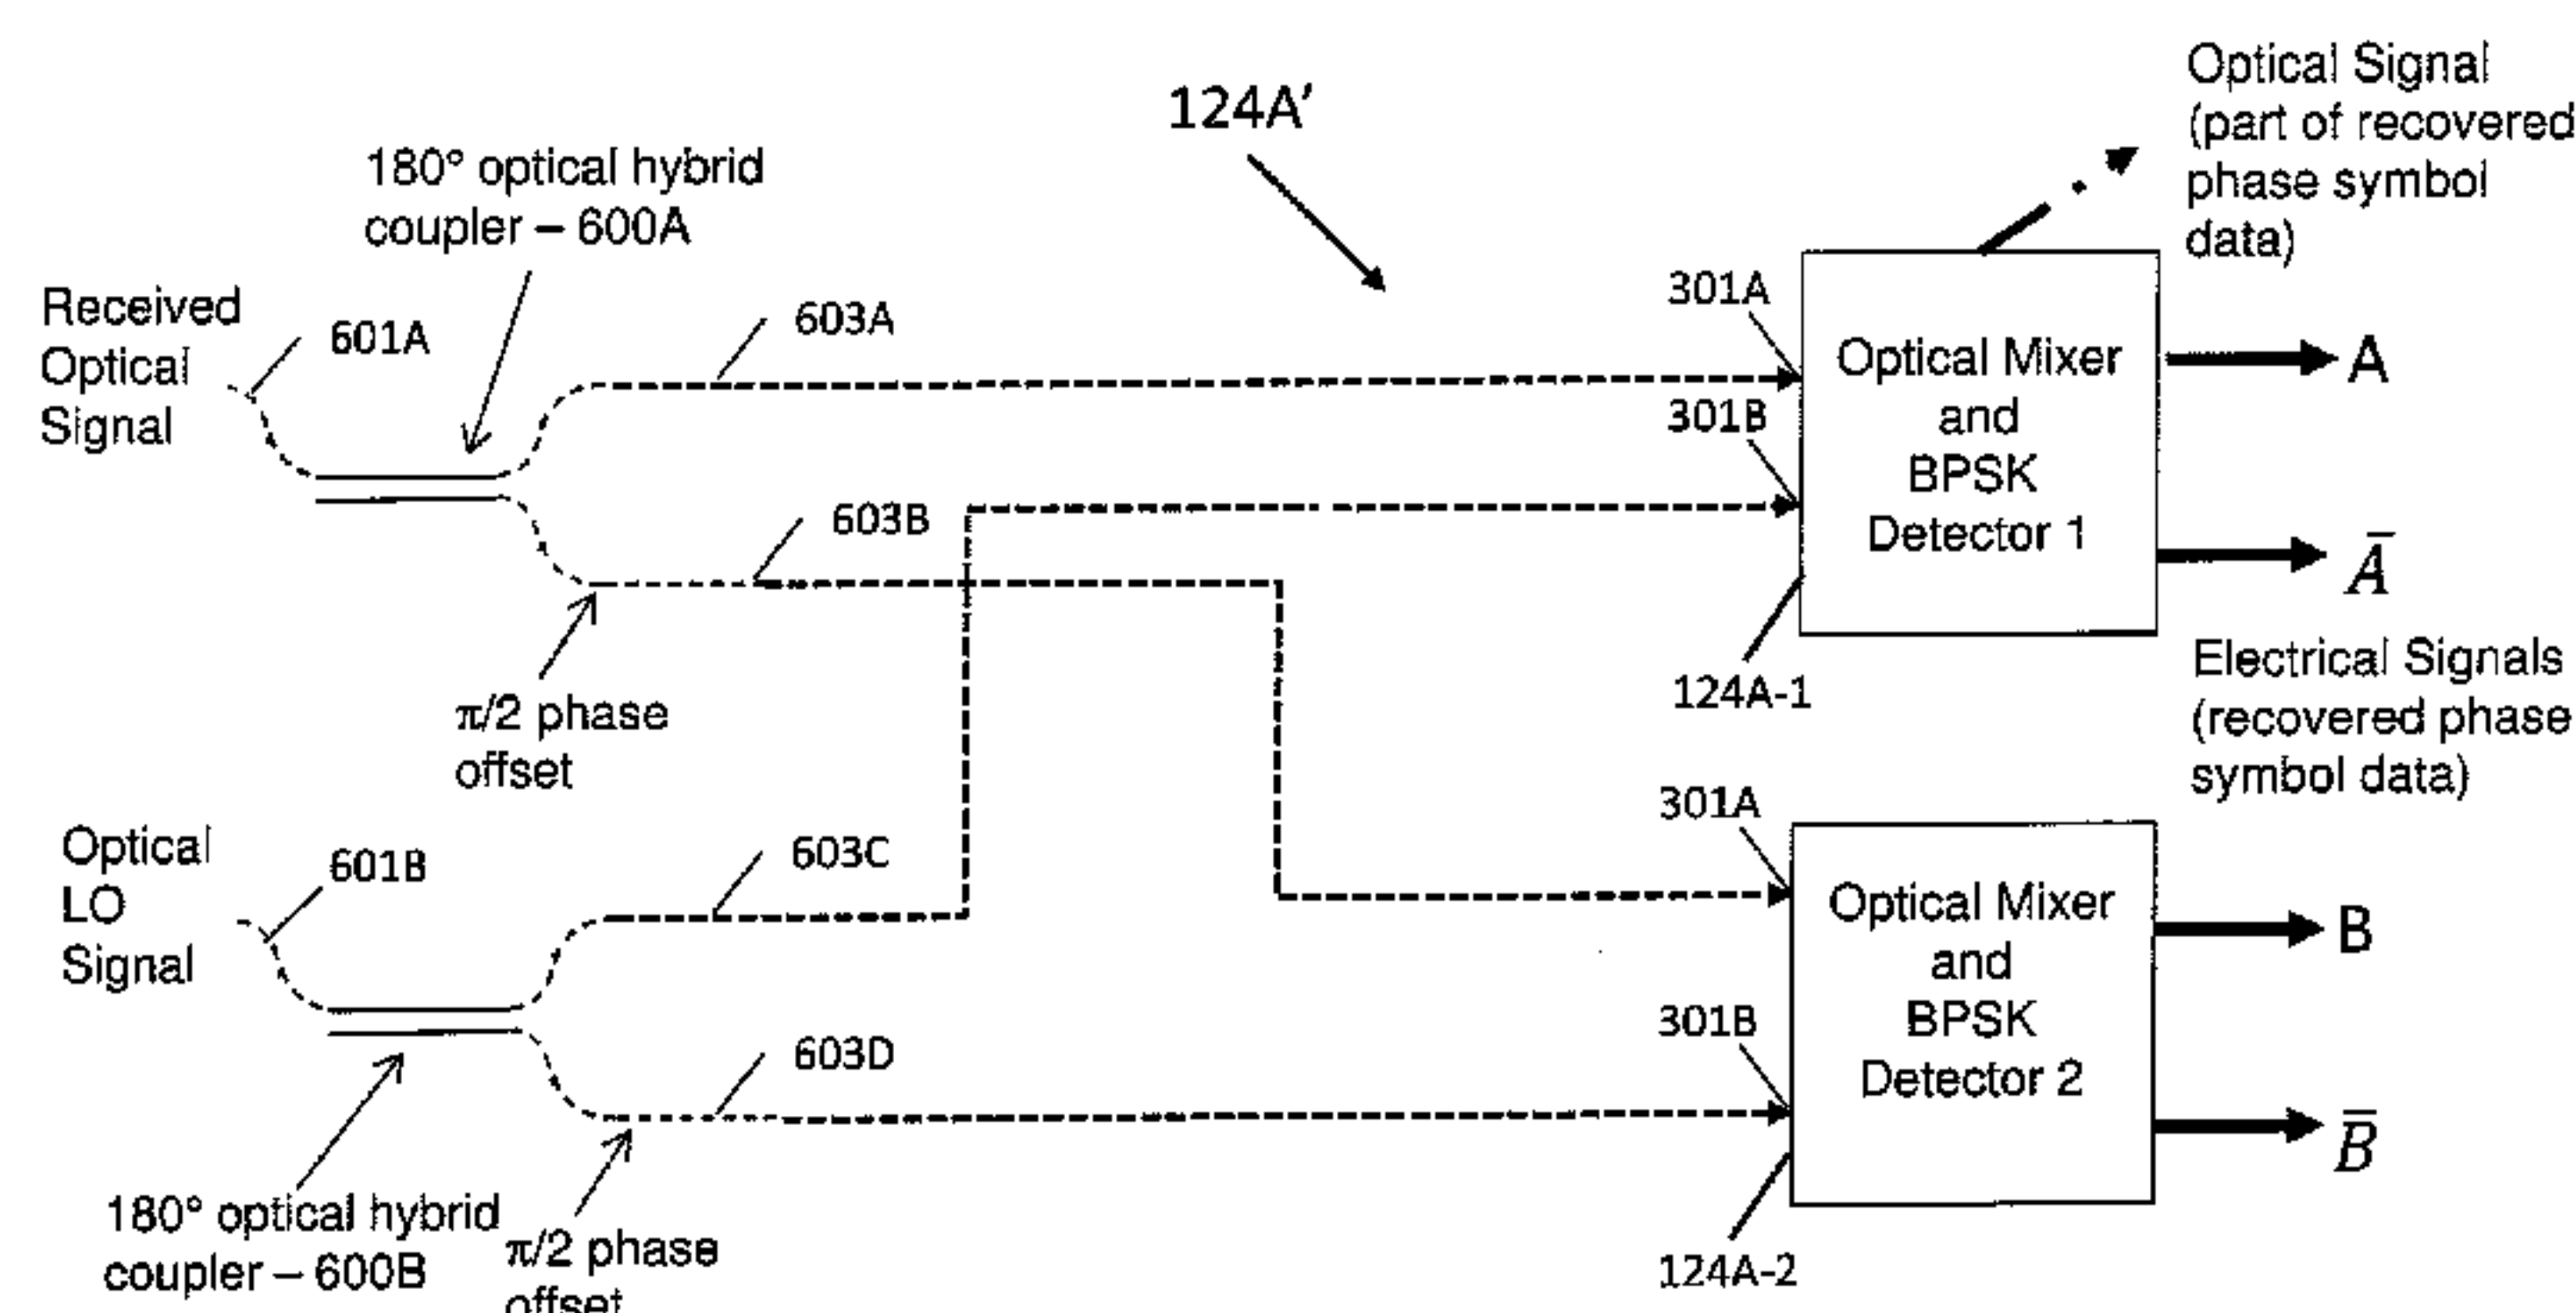 124A'
Optical Signal
(part of recovered
phase symbol
data)
180° optical hybrid
coupler – 600A
Received
Optical
Signal
601A
603A
301A
301B
Optical Mixer
and
BPSK
Detector 1
A
Ā
603B
π/2 phase
offset
124A-1
Electrical Signals
(recovered phase
symbol data)
Optical
LO
Signal
601B
603C
603D
301A
301B
Optical Mixer
and
BPSK
Detector 2
B
B̅
180° optical hybrid
coupler – 600B
π/2 phase
offset
124A-2